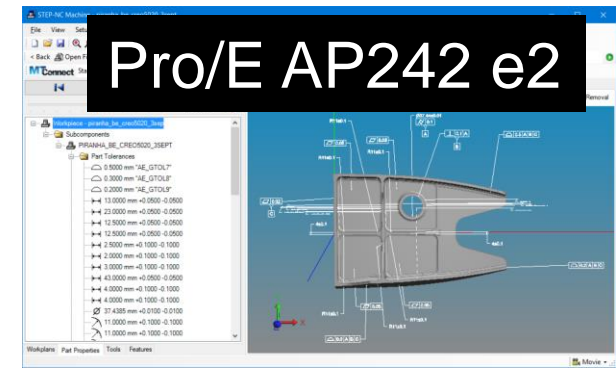 STEP-NC Machine - piranha_be_creo5020_3sept
File View Setu
Pro/E AP242 e2
< Back Open F
MTConnect Sta
Removal
Workpiece - piranha_be_creo5020_3sept
Subcomponents
PIRANHA_BE_CREO5020_3SEPT
Part Tolerances
0.5000 mm "AE_GTOL7"
0.3000 mm "AE_GTOL8"
0.2000 mm "AE_GTOL9"
13.0000 mm +0.0500 -0.0500
23.0000 mm +0.0500 -0.0500
12.5000 mm +0.0500 -0.0500
12.5000 mm +0.0500 -0.0500
2.5000 mm +0.1000 -0.1000
2.0000 mm +0.1000 -0.1000
3.0000 mm +0.1000 -0.1000
43.0000 mm +0.0500 -0.0500
4.0000 mm +0.1000 -0.1000
4.0000 mm +0.1000 -0.1000
37.4385 mm +0.0100 -0.0100
11.0000 mm +0.1000 -0.1000
11.0000 mm +0.1000 -0.1000
X
Workplans Part Properties Tools Features
Movie